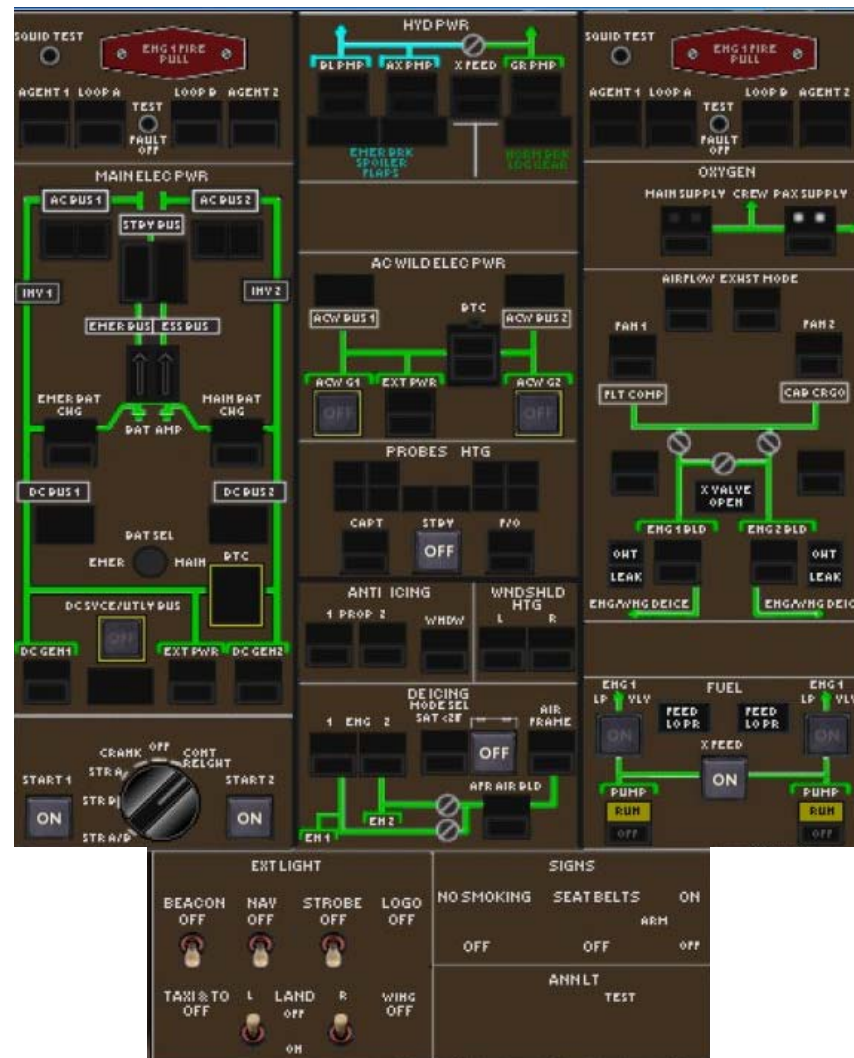 SQUID TEST
ENG 1 FIRE
PULL
AGENT 1 LOOP A LOOP B AGENT 2
TEST
FAULT
OFF
MAIN ELEC PWR
AC BUS 1 AC BUS 2
STBY BUS
INV 1 INV 2
EMER BUS ESS BUS
EMER BAT
CHG
MAIN BAT
CHG
BAT AMP
DC BUS 1 DC BUS 2
BAT SEL
EMER MAIN
BTC
DC SVCE/UTLY BUS
OFF
DC GEN1 EXT PWR DC GEN2
CRANK OFF CONT
RELGHT
STR A
START 1 START 2
STR B
ON ON
STR A/B
HYD PWR
BL PMP AX PMP X FEED GR PMP
EMER BRK
SPOILER
FLAPS
NORM BRK
LDG GEAR
AC WILD ELEC PWR
BTC
ACW BUS 1 ACW BUS 2
ACW G1 EXT PWR ACW G2
OFF OFF
PROBES HTG
CAPT STBY F/O
OFF
ANTI ICING
1 PROP 2 WNDW
WNDSHLD
HTG
L R
DEICING
MODE SEL
1 ENG 2 AIR
FRAME
OFF
AFR AIR BLD
EN 1 EN 2
SQUID TEST
ENG 1 FIRE
PULL
AGENT 1 LOOP A LOOP B AGENT 2
TEST
FAULT
OFF
OXYGEN
MAIN SUPPLY CREW PAX SUPPLY
AIRFLOW EXHST MODE
FAN 1 FAN 2
FLT COMP CAB CRGO
X VALVE
OPEN
ENG 1 BLD ENG 2 BLD
OHT OHT
LEAK LEAK
ENG/WNG DEICE ENG/WNG DEICE
ENG 1 FUEL ENG 1
LP VLV LP VLV
FEED
LO PR
FEED
LO PR
ON ON
X FEED
ON
PUMP PUMP
RUN RUN
OFF OFF
EXT LIGHT
BEACON NAV STROBE LOGO
OFF OFF OFF OFF
TAXI & TO L LAND R WING
OFF OFF OFF
ON
SIGNS
NO SMOKING SEAT BELTS ON
ARM
OFF OFF OFF
ANN LT
TEST